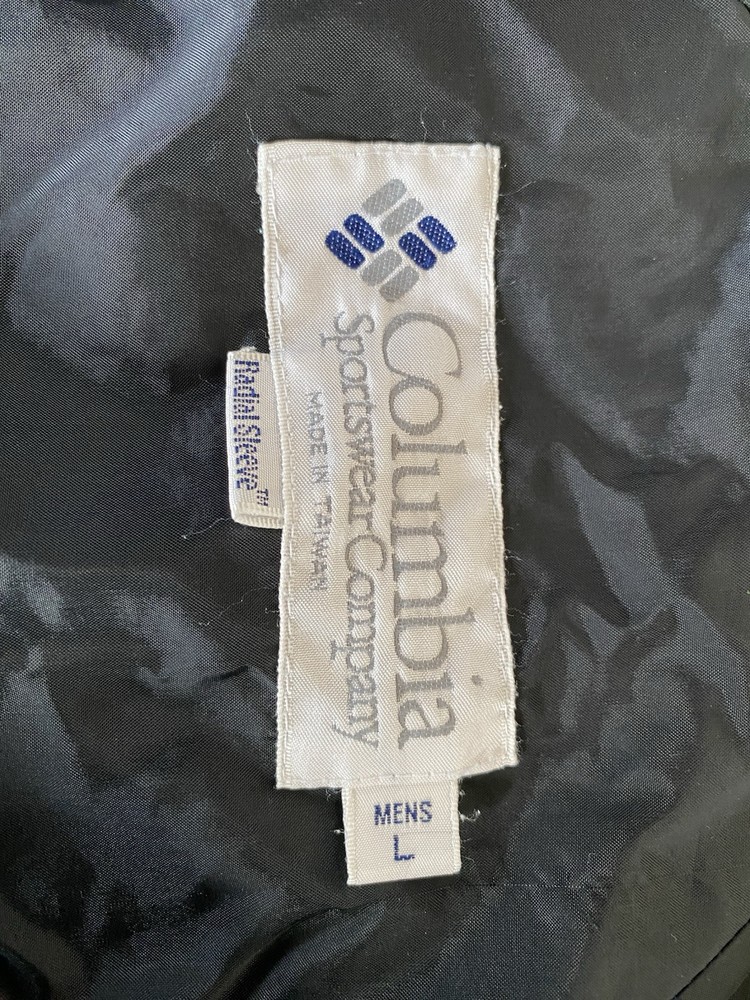 Columbia
Sportswear Company
MADE IN TAIWAN
Radial Sleeve™
MENS
L